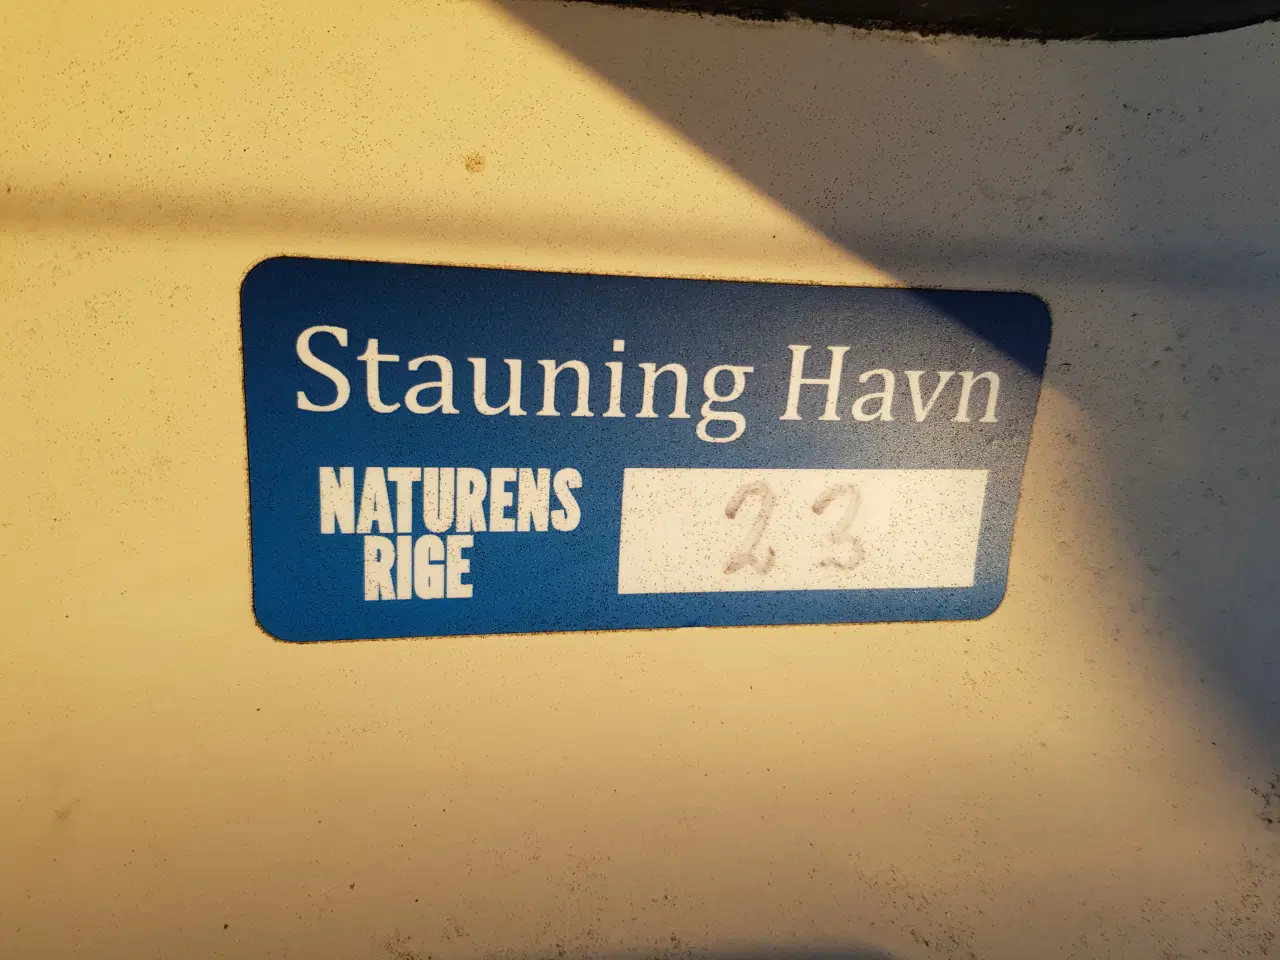 Stauning Havn
NATURENS
RIGE
23